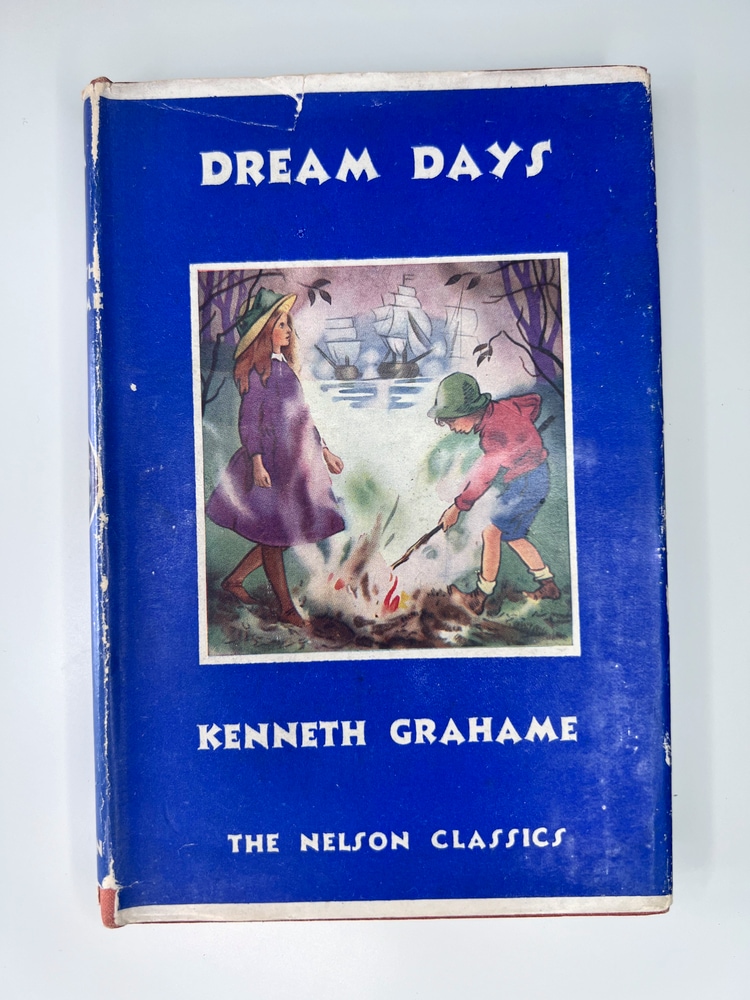 DREAM DAYS
KENNETH GRAHAME
THE NELSON CLASSICS